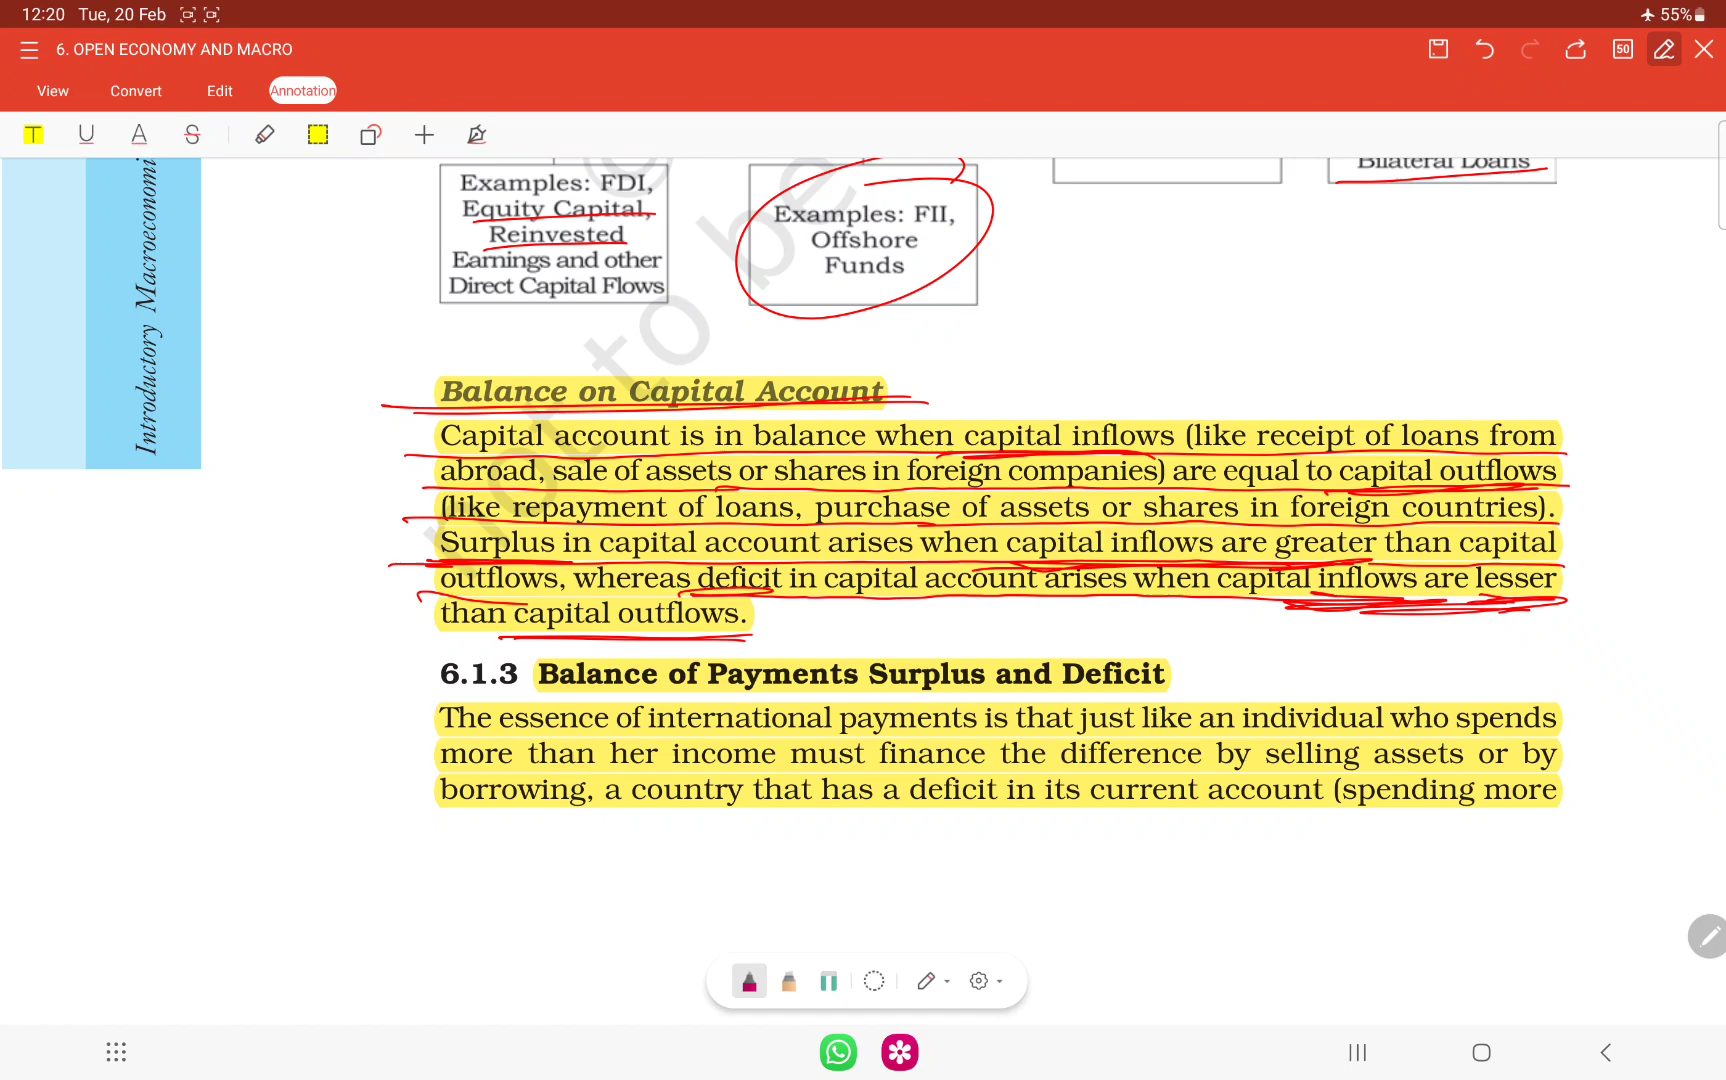 12:20 Tue, 20 Feb 55%
6. OPEN ECONOMY AND MACRO
50
View Convert Edit Annotation
T U A S
Introductory Macroeconomi
Bilateral Loans
Examples: FDI,
Equity Capital,
Reinvested
Earnings and other
Direct Capital Flows
Examples: FII,
Offshore
Funds
not to be
Balance on Capital Account
Capital account is in balance when capital inflows (like receipt of loans from
abroad, sale of assets or shares in foreign companies) are equal to capital outflows
(like repayment of loans, purchase of assets or shares in foreign countries).
Surplus in capital account arises when capital inflows are greater than capital
outflows, whereas deficit in capital account arises when capital inflows are lesser
than capital outflows.
6.1.3 Balance of Payments Surplus and Deficit
The essence of international payments is that just like an individual who spends
more than her income must finance the difference by selling assets or by
borrowing, a country that has a deficit in its current account (spending more